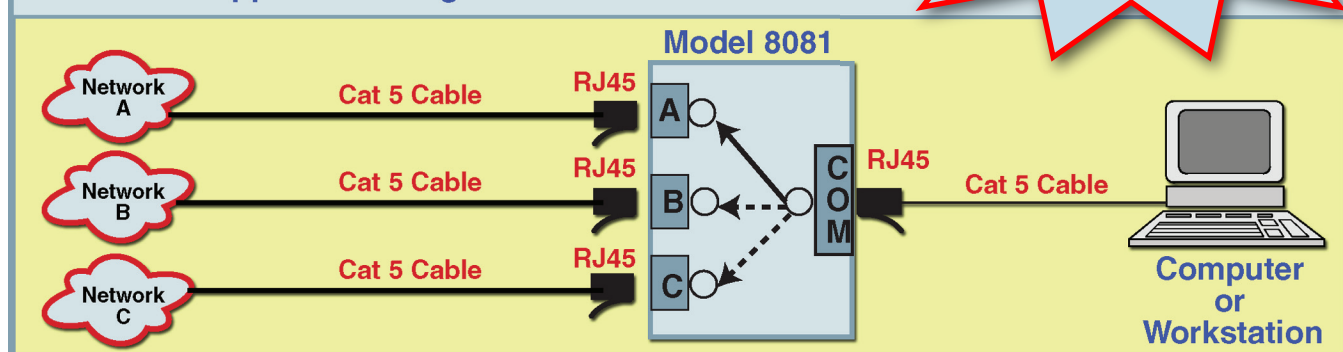 Model 8081
Network
A
Cat 5 Cable
RJ45
A
Network
B
Cat 5 Cable
RJ45
B
Network
C
Cat 5 Cable
RJ45
C
COM
RJ45
Cat 5 Cable
Computer
or
Workstation